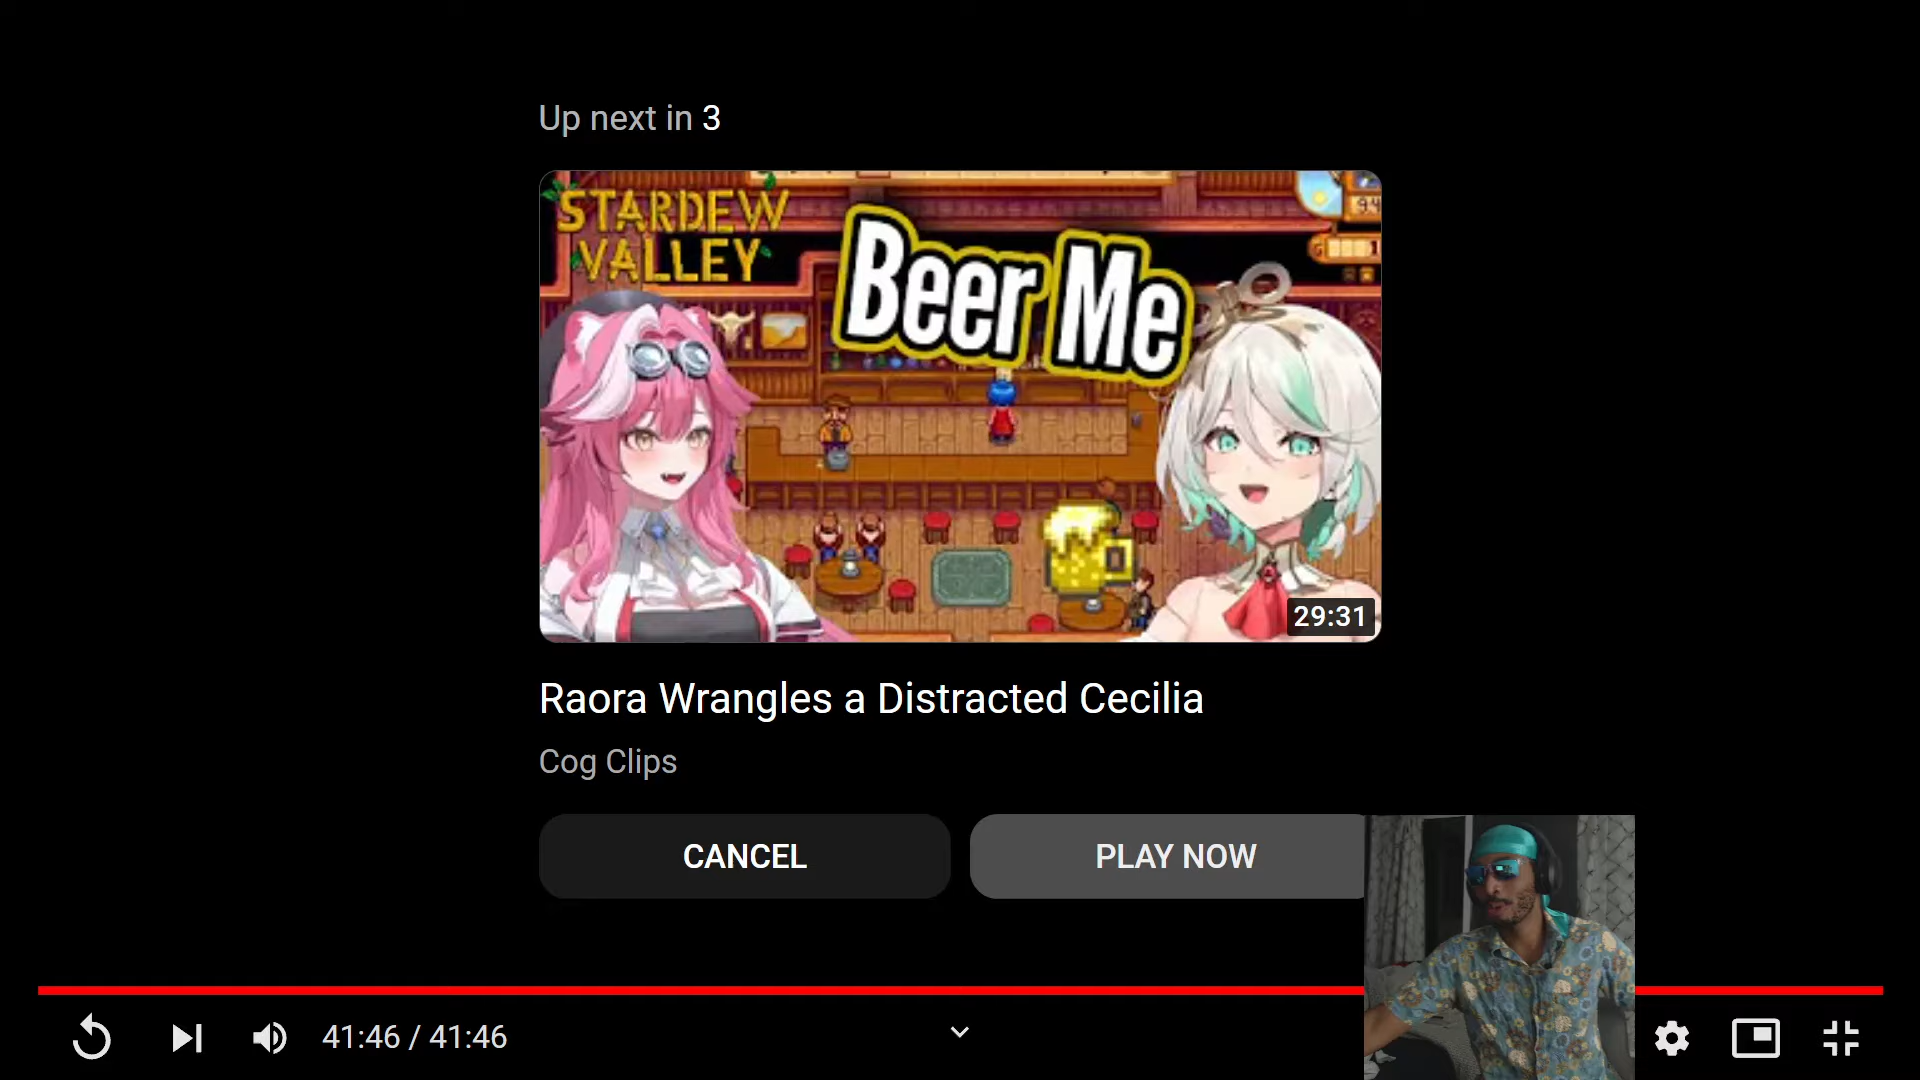 Up next in 3
STARDEW
VALLEY
Beer Me
29:31
Raora Wrangles a Distracted Cecilia
Cog Clips
CANCEL
PLAY NOW
41:46 / 41:46